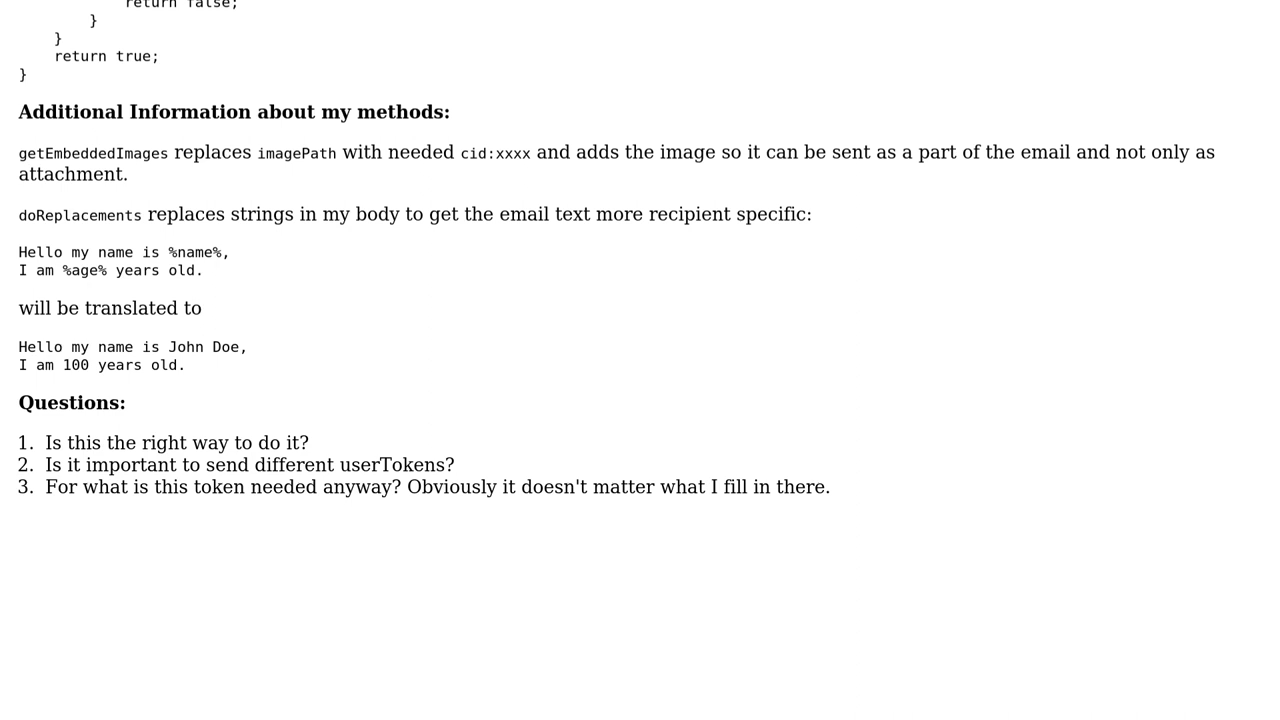 return false;
}
}
return true;
}
Additional Information about my methods:
getEmbeddedImages replaces imagePath with needed cid:xxxx and adds the image so it can be sent as a part of the email and not only as
attachment.
doReplacements replaces strings in my body to get the email text more recipient specific:
Hello my name is %name%,
I am %age% years old.
will be translated to
Hello my name is John Doe,
I am 100 years old.
Questions:
1. Is this the right way to do it?
2. Is it important to send different userTokens?
3. For what is this token needed anyway? Obviously it doesn't matter what I fill in there.